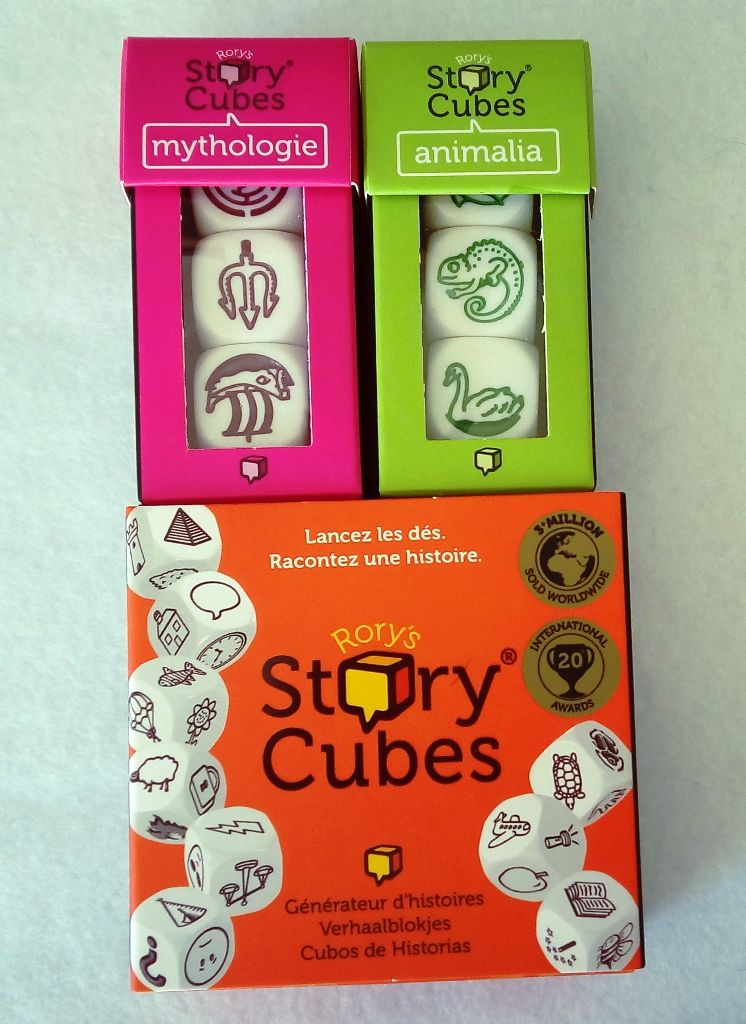 Rory's
Story®
Cubes
mythologie
Rory's
Story®
Cubes
animalia
Lancez les dés.
Racontez une histoire.
3+ MILLION
SOLD WORLDWIDE
INTERNATIONAL
20
AWARDS
Rory's
Story®
Cubes
Générateur d'histoires
Verhaalblokjes
Cubos de Historias
?